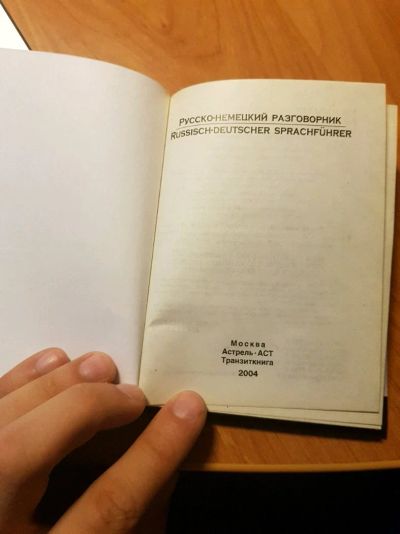 РУССКО-НЕМЕЦКИЙ РАЗГОВОРНИК
RUSSISCH-DEUTSCHER SPRACHFÜHRER
Москва
Астрель • АСТ
Транзиткнига
2004